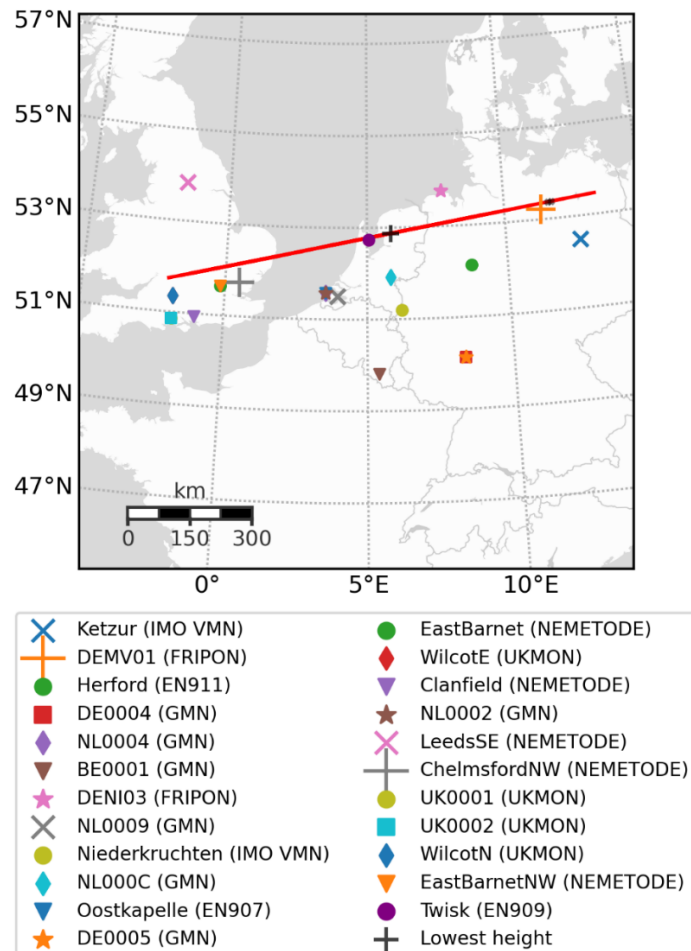 57°N
55°N
53°N
51°N
49°N
47°N
km
0 150 300
0° 5°E 10°E
Ketzur (IMO VMN)
DEMV01 (FRIPON)
Herford (EN911)
DE0004 (GMN)
NL0004 (GMN)
BE0001 (GMN)
DENI03 (FRIPON)
NL0009 (GMN)
Niederkruchten (IMO VMN)
NL000C (GMN)
Oostkapelle (EN907)
DE0005 (GMN)
EastBarnet (NEMETODE)
WilcotE (UKMON)
Clanfield (NEMETODE)
NL0002 (GMN)
LeedsSE (NEMETODE)
ChelmsfordNW (NEMETODE)
UK0001 (UKMON)
UK0002 (UKMON)
WilcotN (UKMON)
EastBarnetNW (NEMETODE)
Twisk (EN909)
Lowest height